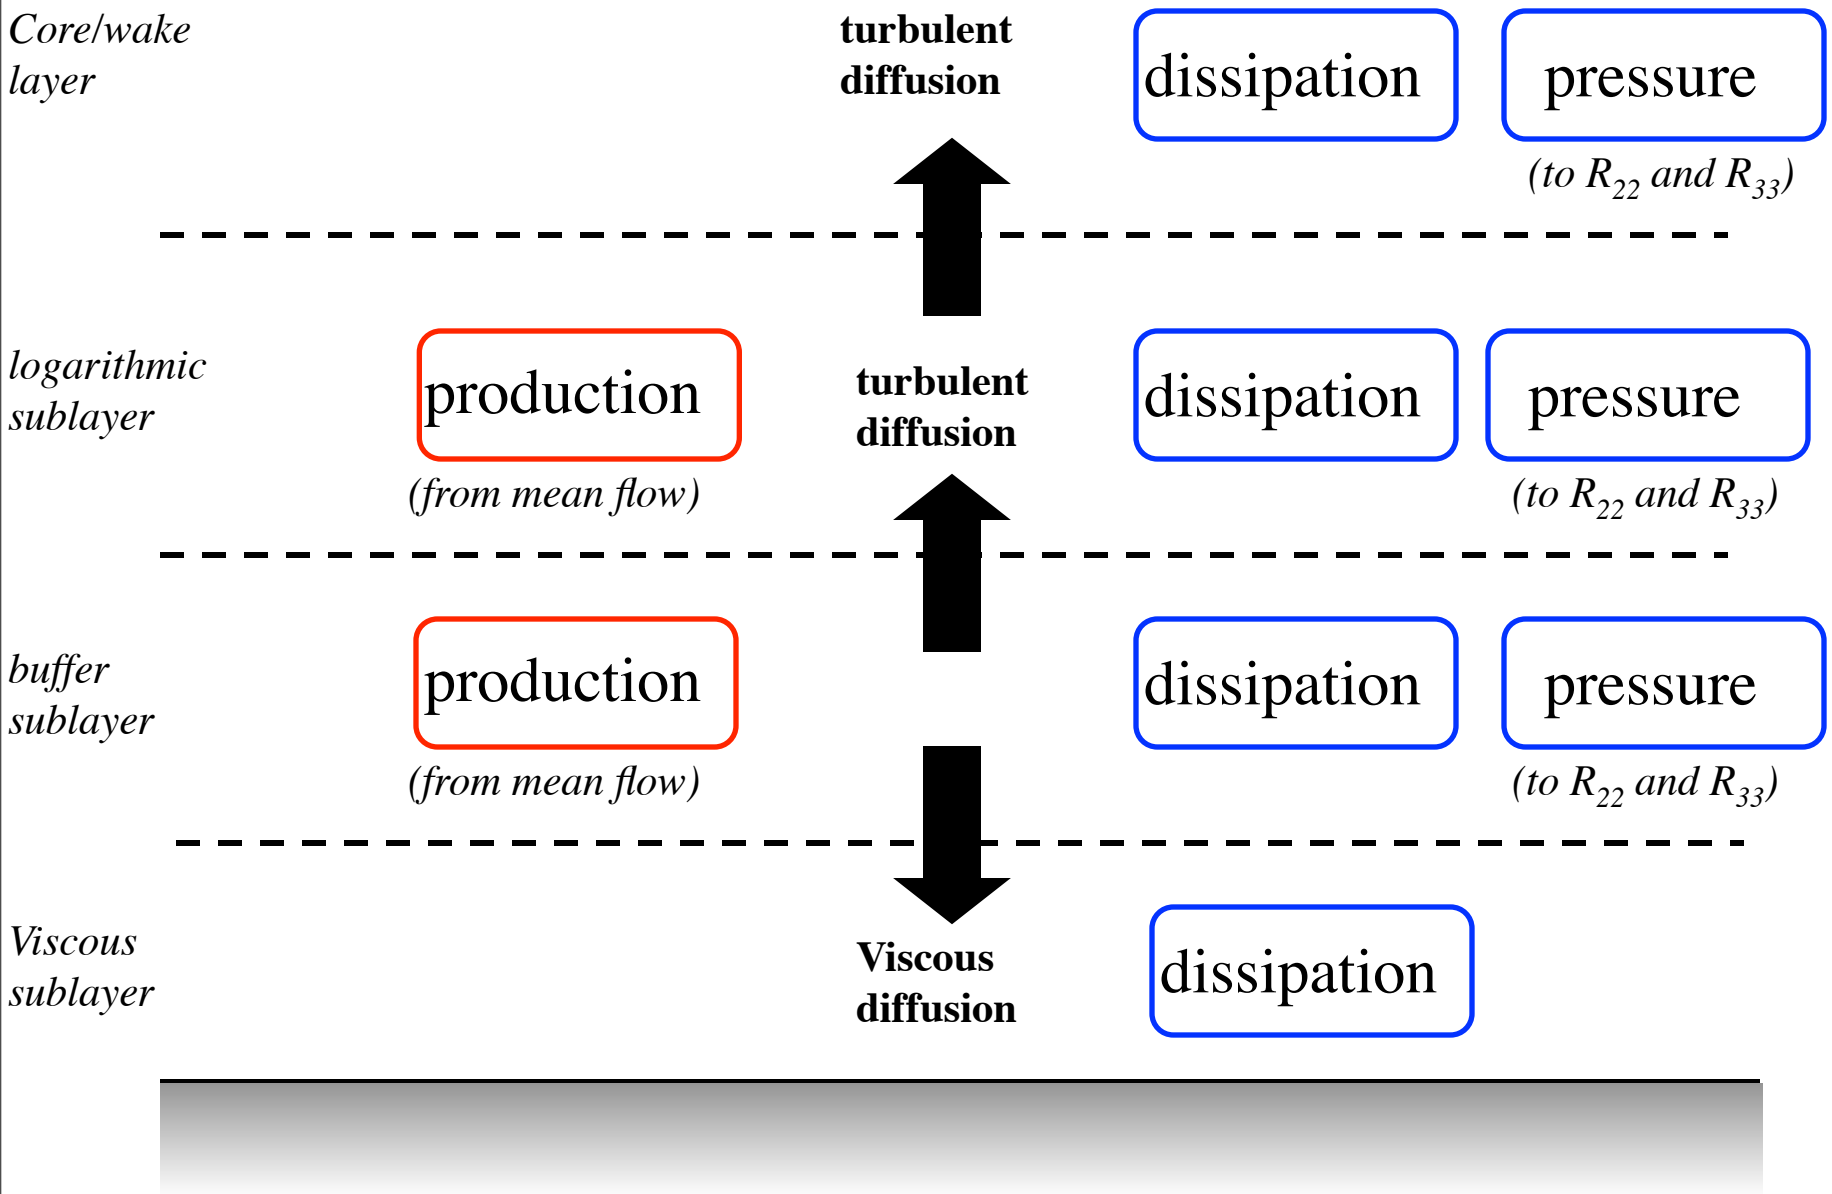 Core/wake
layer
turbulent
diffusion
dissipation
pressure
(to R22 and R33)
logarithmic
sublayer
production
(from mean flow)
turbulent
diffusion
dissipation
pressure
(to R22 and R33)
buffer
sublayer
production
(from mean flow)
dissipation
pressure
(to R22 and R33)
Viscous
sublayer
Viscous
diffusion
dissipation